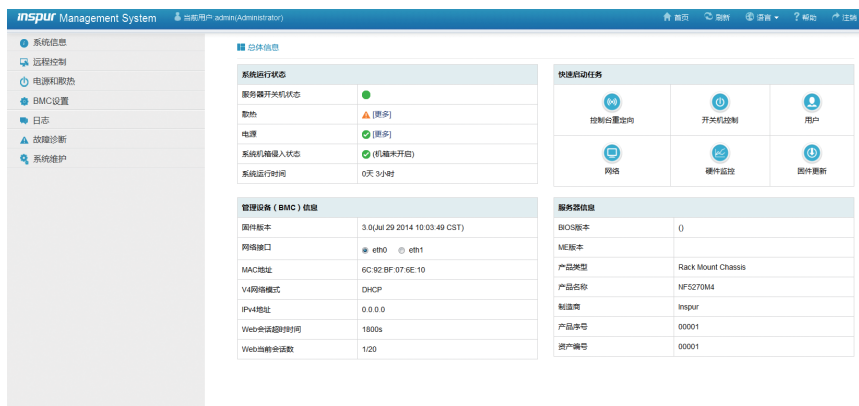 inspur Management System 当前用户:admin(Administrator) 首页 刷新 语言 帮助 注销
系统信息
远程控制
电源和散热
BMC设置
日志
故障诊断
系统维护
总体信息
系统运行状态
服务器开关机状态
散热 [更多]
电源 [更多]
系统机箱侵入状态 (机箱未开启)
系统运行时间 0天 3小时
快速启动任务
控制台重定向 开关机控制 用户
网络 硬件监控 固件更新
管理设备（BMC）信息
固件版本 3.0(Jul 29 2014 10:03:49 CST)
网络接口 eth0 eth1
MAC地址 6C:92:BF:07:6E:10
V4网络模式 DHCP
IPv4地址 0.0.0.0
Web会话超时时间 1800s
Web当前会话数 1/20
服务器信息
BIOS版本 ()
ME版本
产品类型 Rack Mount Chassis
产品名称 NF5270M4
制造商 Inspur
产品序号 00001
资产编号 00001